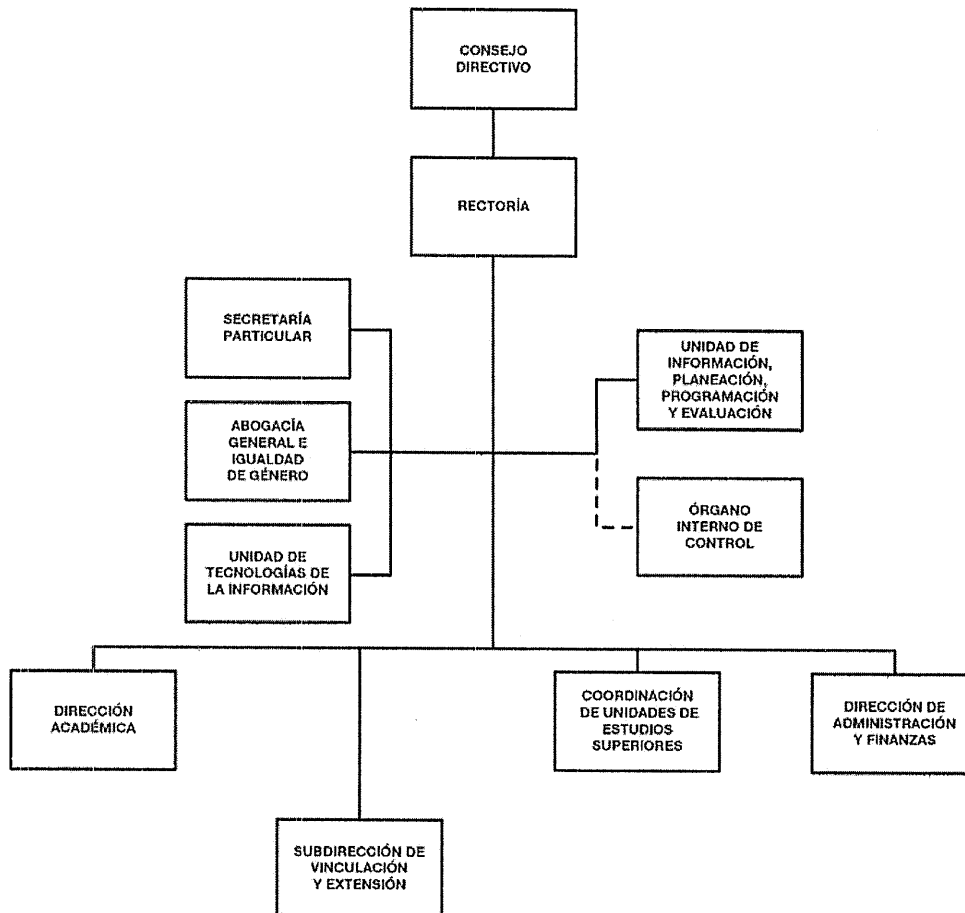 CONSEJO
DIRECTIVO
RECTORÍA
SECRETARÍA
PARTICULAR
UNIDAD DE
INFORMACIÓN,
PLANEACIÓN,
PROGRAMACIÓN
Y EVALUACIÓN
ABOGACÍA
GENERAL E
IGUALDAD
DE GÉNERO
ÓRGANO
INTERNO DE
CONTROL
UNIDAD DE
TECNOLOGÍAS DE
LA INFORMACIÓN
DIRECCIÓN
ACADÉMICA
COORDINACIÓN
DE UNIDADES DE
ESTUDIOS
SUPERIORES
DIRECCIÓN DE
ADMINISTRACIÓN
Y FINANZAS
SUBDIRECCIÓN DE
VINCULACIÓN
Y EXTENSIÓN